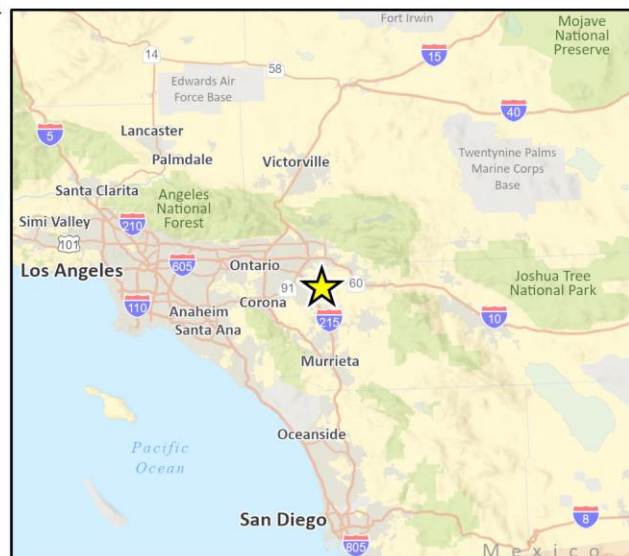 Fort Irwin
Mojave
National
Preserve
14
58
15
Edwards Air
Force Base
40
5
Lancaster
Palmdale
Victorville
Twentynine Palms
Marine Corps
Base
Santa Clarita
Angeles
National
Forest
Simi Valley
210
101
Los Angeles
605
Ontario
91
60
Joshua Tree
National Park
110
Anaheim
Corona
215
10
Santa Ana
Murrieta
Pacific
Ocean
Oceanside
San Diego
8
805
Mexico